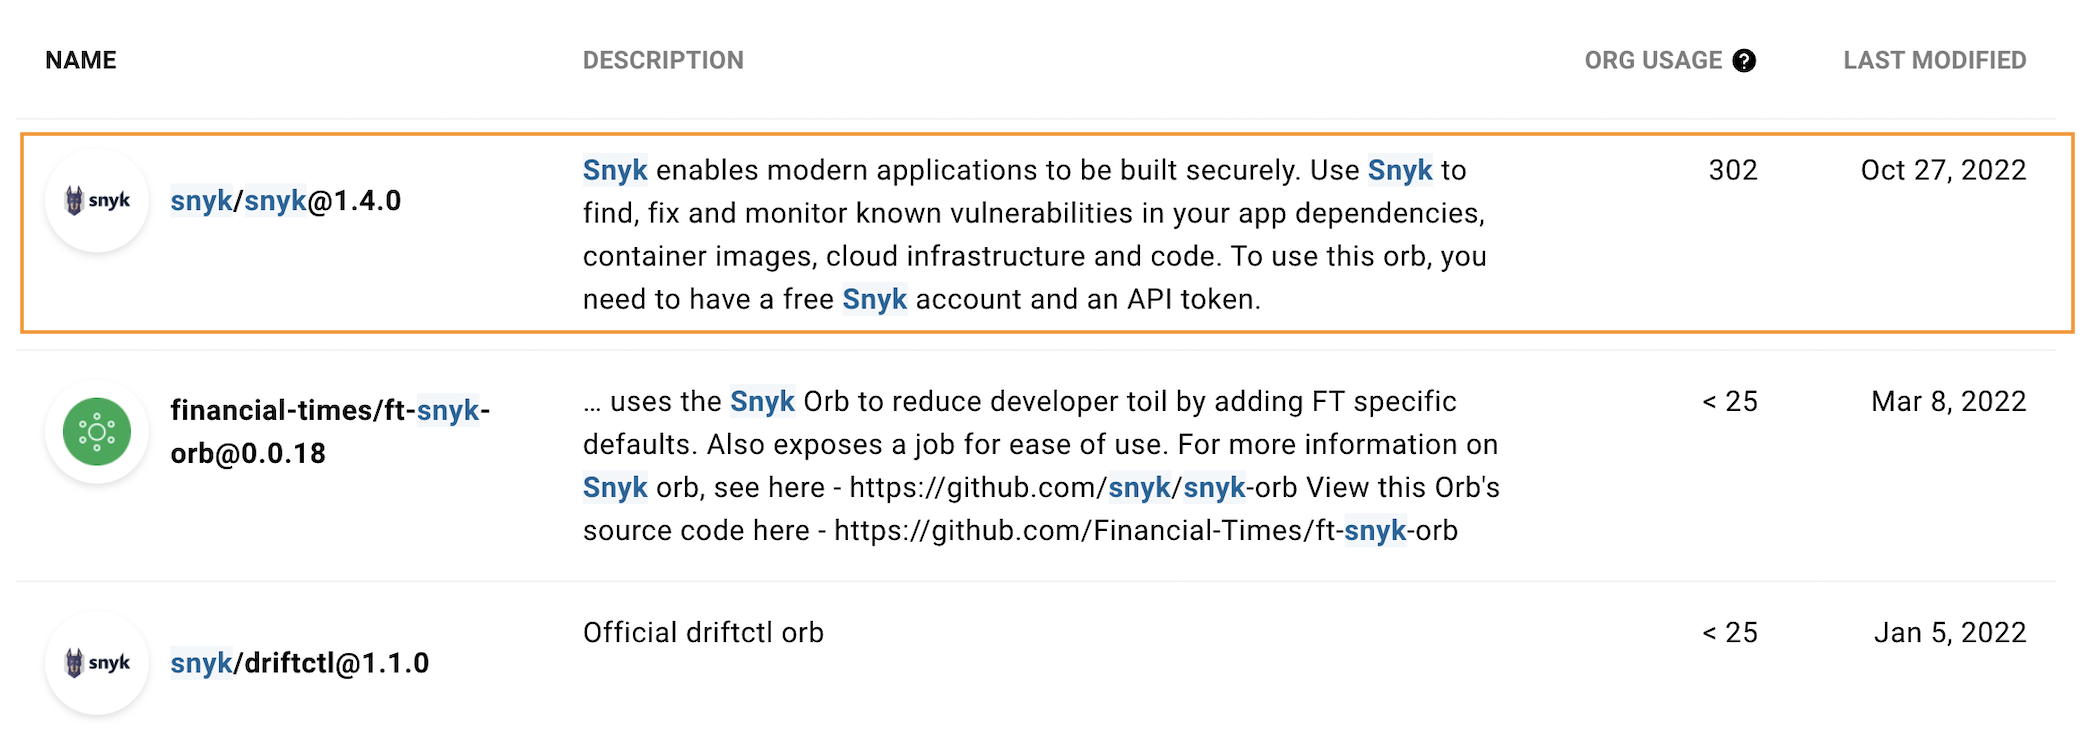 NAME DESCRIPTION ORG USAGE ? LAST MODIFIED
snyk
snyk/snyk@1.4.0
Snyk enables modern applications to be built securely. Use Snyk to
find, fix and monitor known vulnerabilities in your app dependencies,
container images, cloud infrastructure and code. To use this orb, you
need to have a free Snyk account and an API token.
302
Oct 27, 2022
financial-times/ft-snyk-
orb@0.0.18
... uses the Snyk Orb to reduce developer toil by adding FT specific
defaults. Also exposes a job for ease of use. For more information on
Snyk orb, see here - https://github.com/snyk/snyk-orb View this Orb's
source code here - https://github.com/Financial-Times/ft-snyk-orb
< 25
Mar 8, 2022
snyk
snyk/driftctl@1.1.0
Official driftctl orb
< 25
Jan 5, 2022